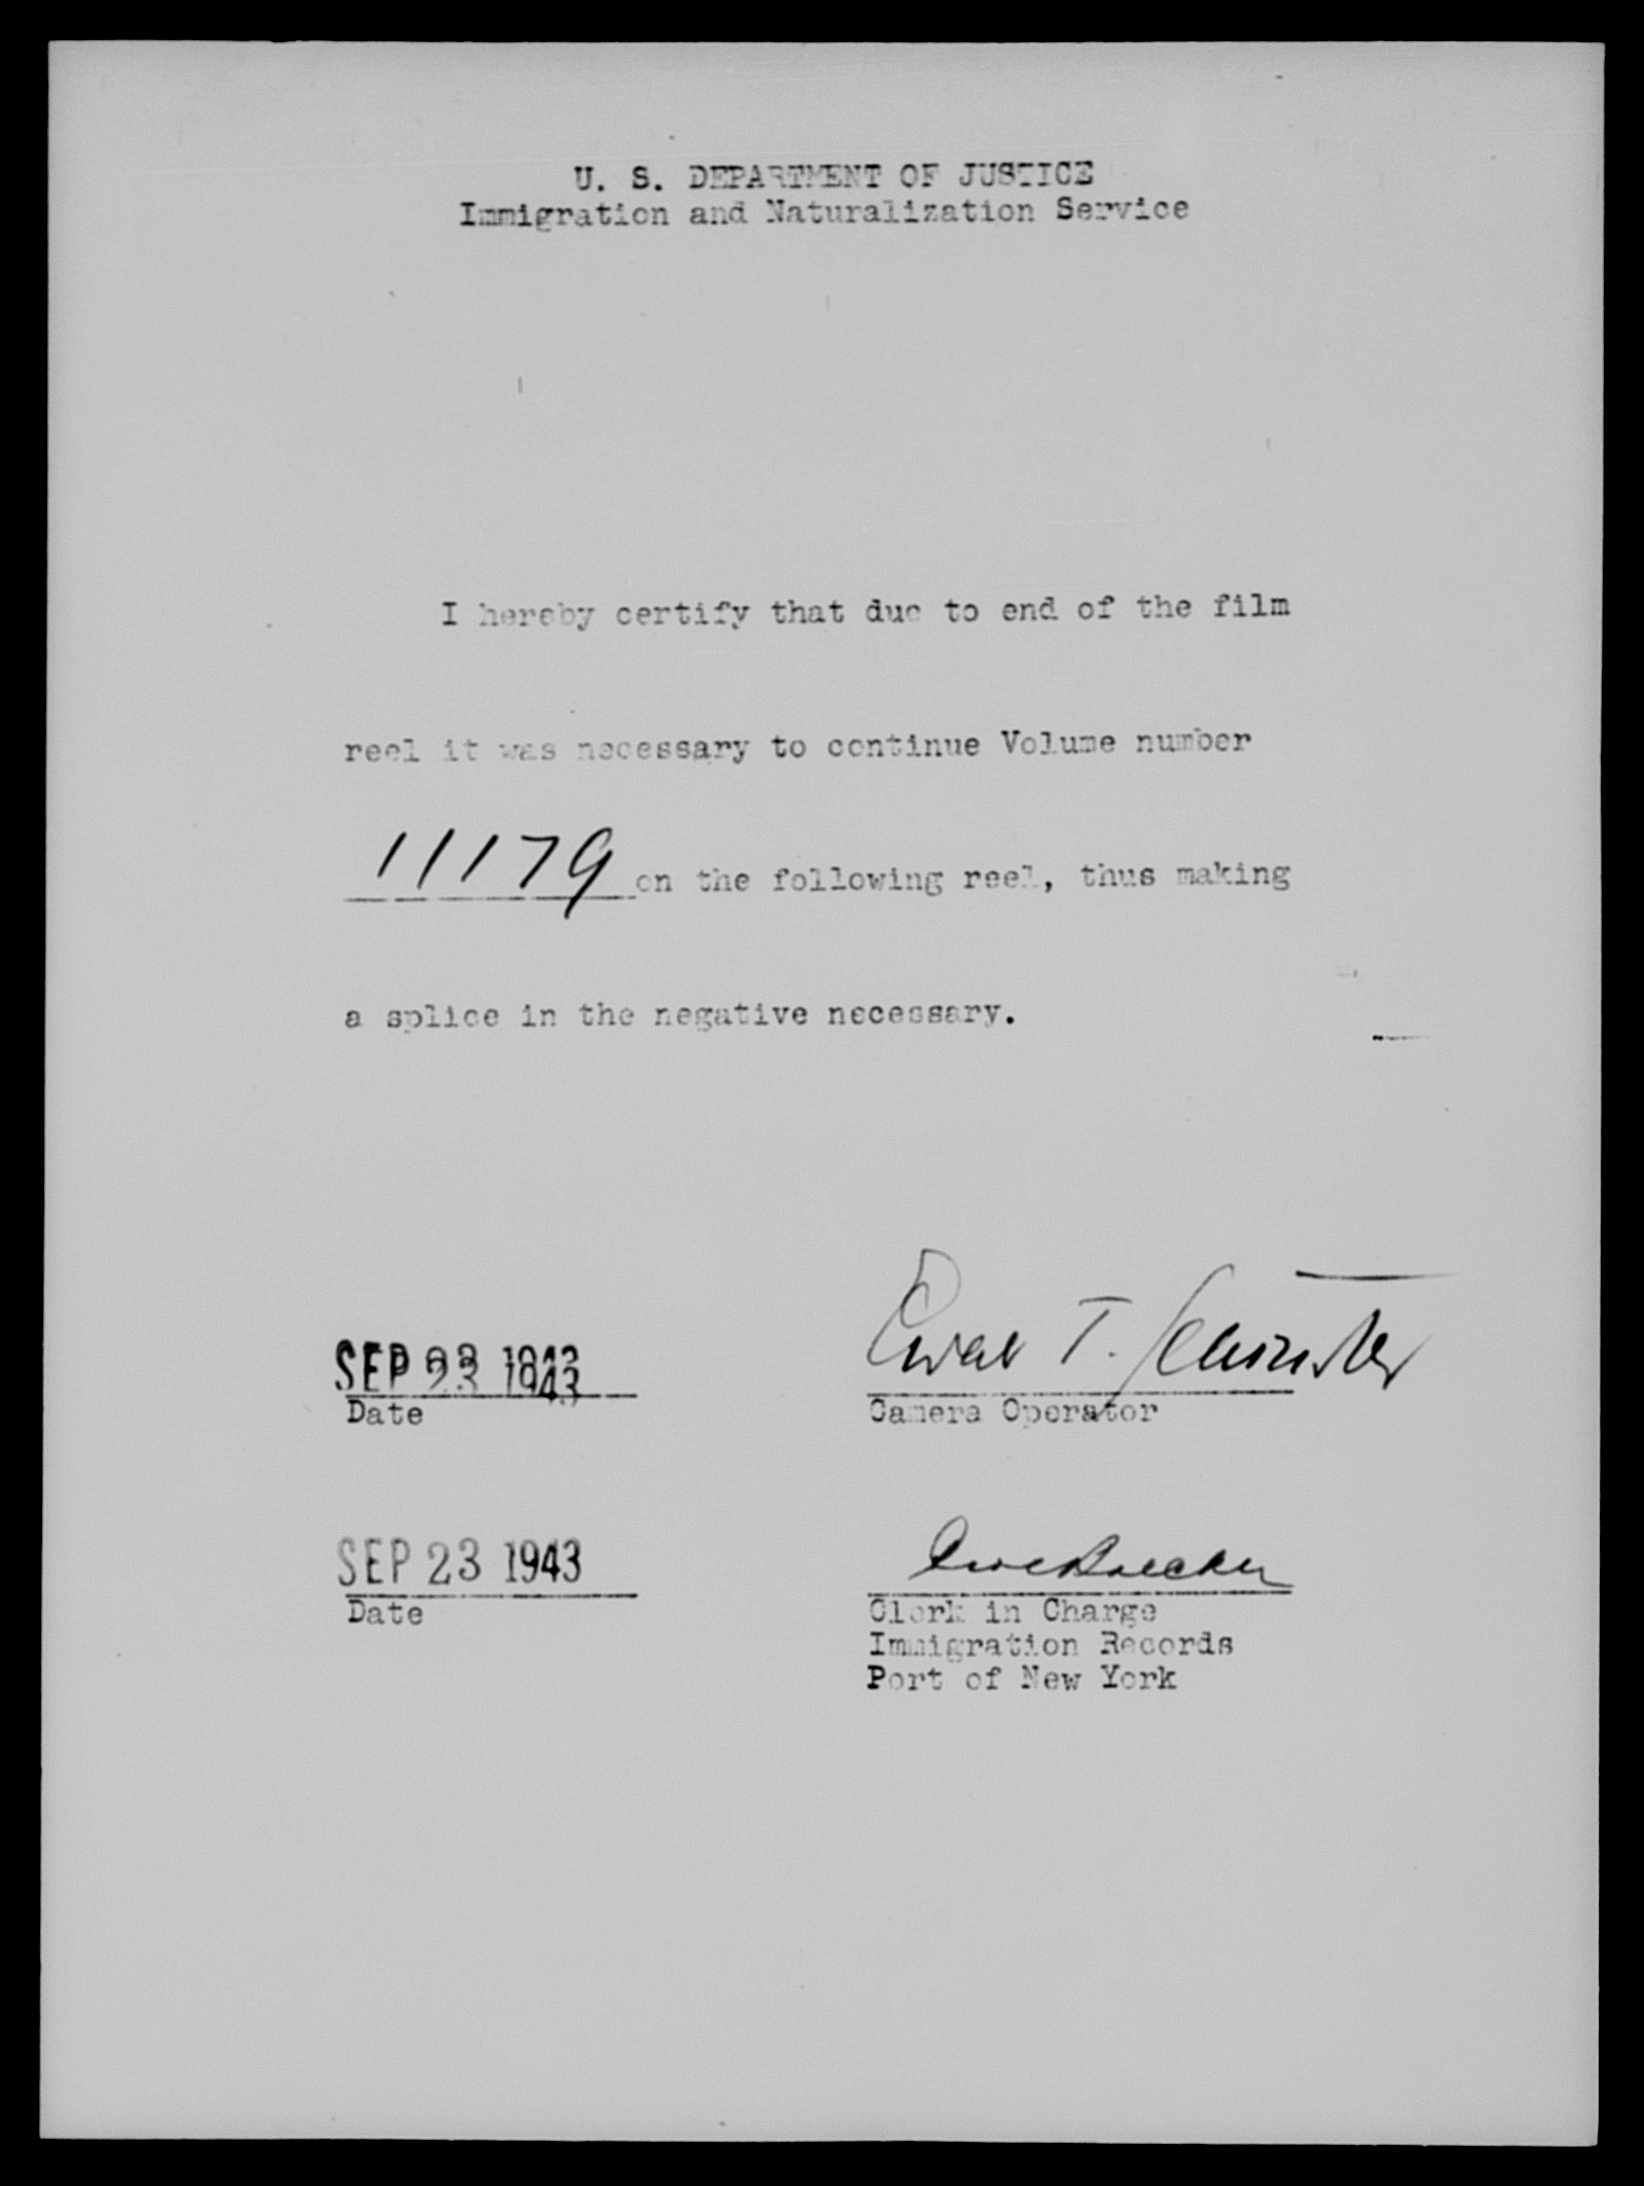 U. S. DEPARTMENT OF JUSTICE
Immigration and Naturalization Service
I hereby certify that due to end of the film
reel it was necessary to continue Volume number
11179 on the following reel, thus making
a splice in the negative necessary.
SEP 23 1943
Date
T.
Camera Operator
SEP 23 1943
Date
Clerk in Charge
Immigration Records
Port of New York